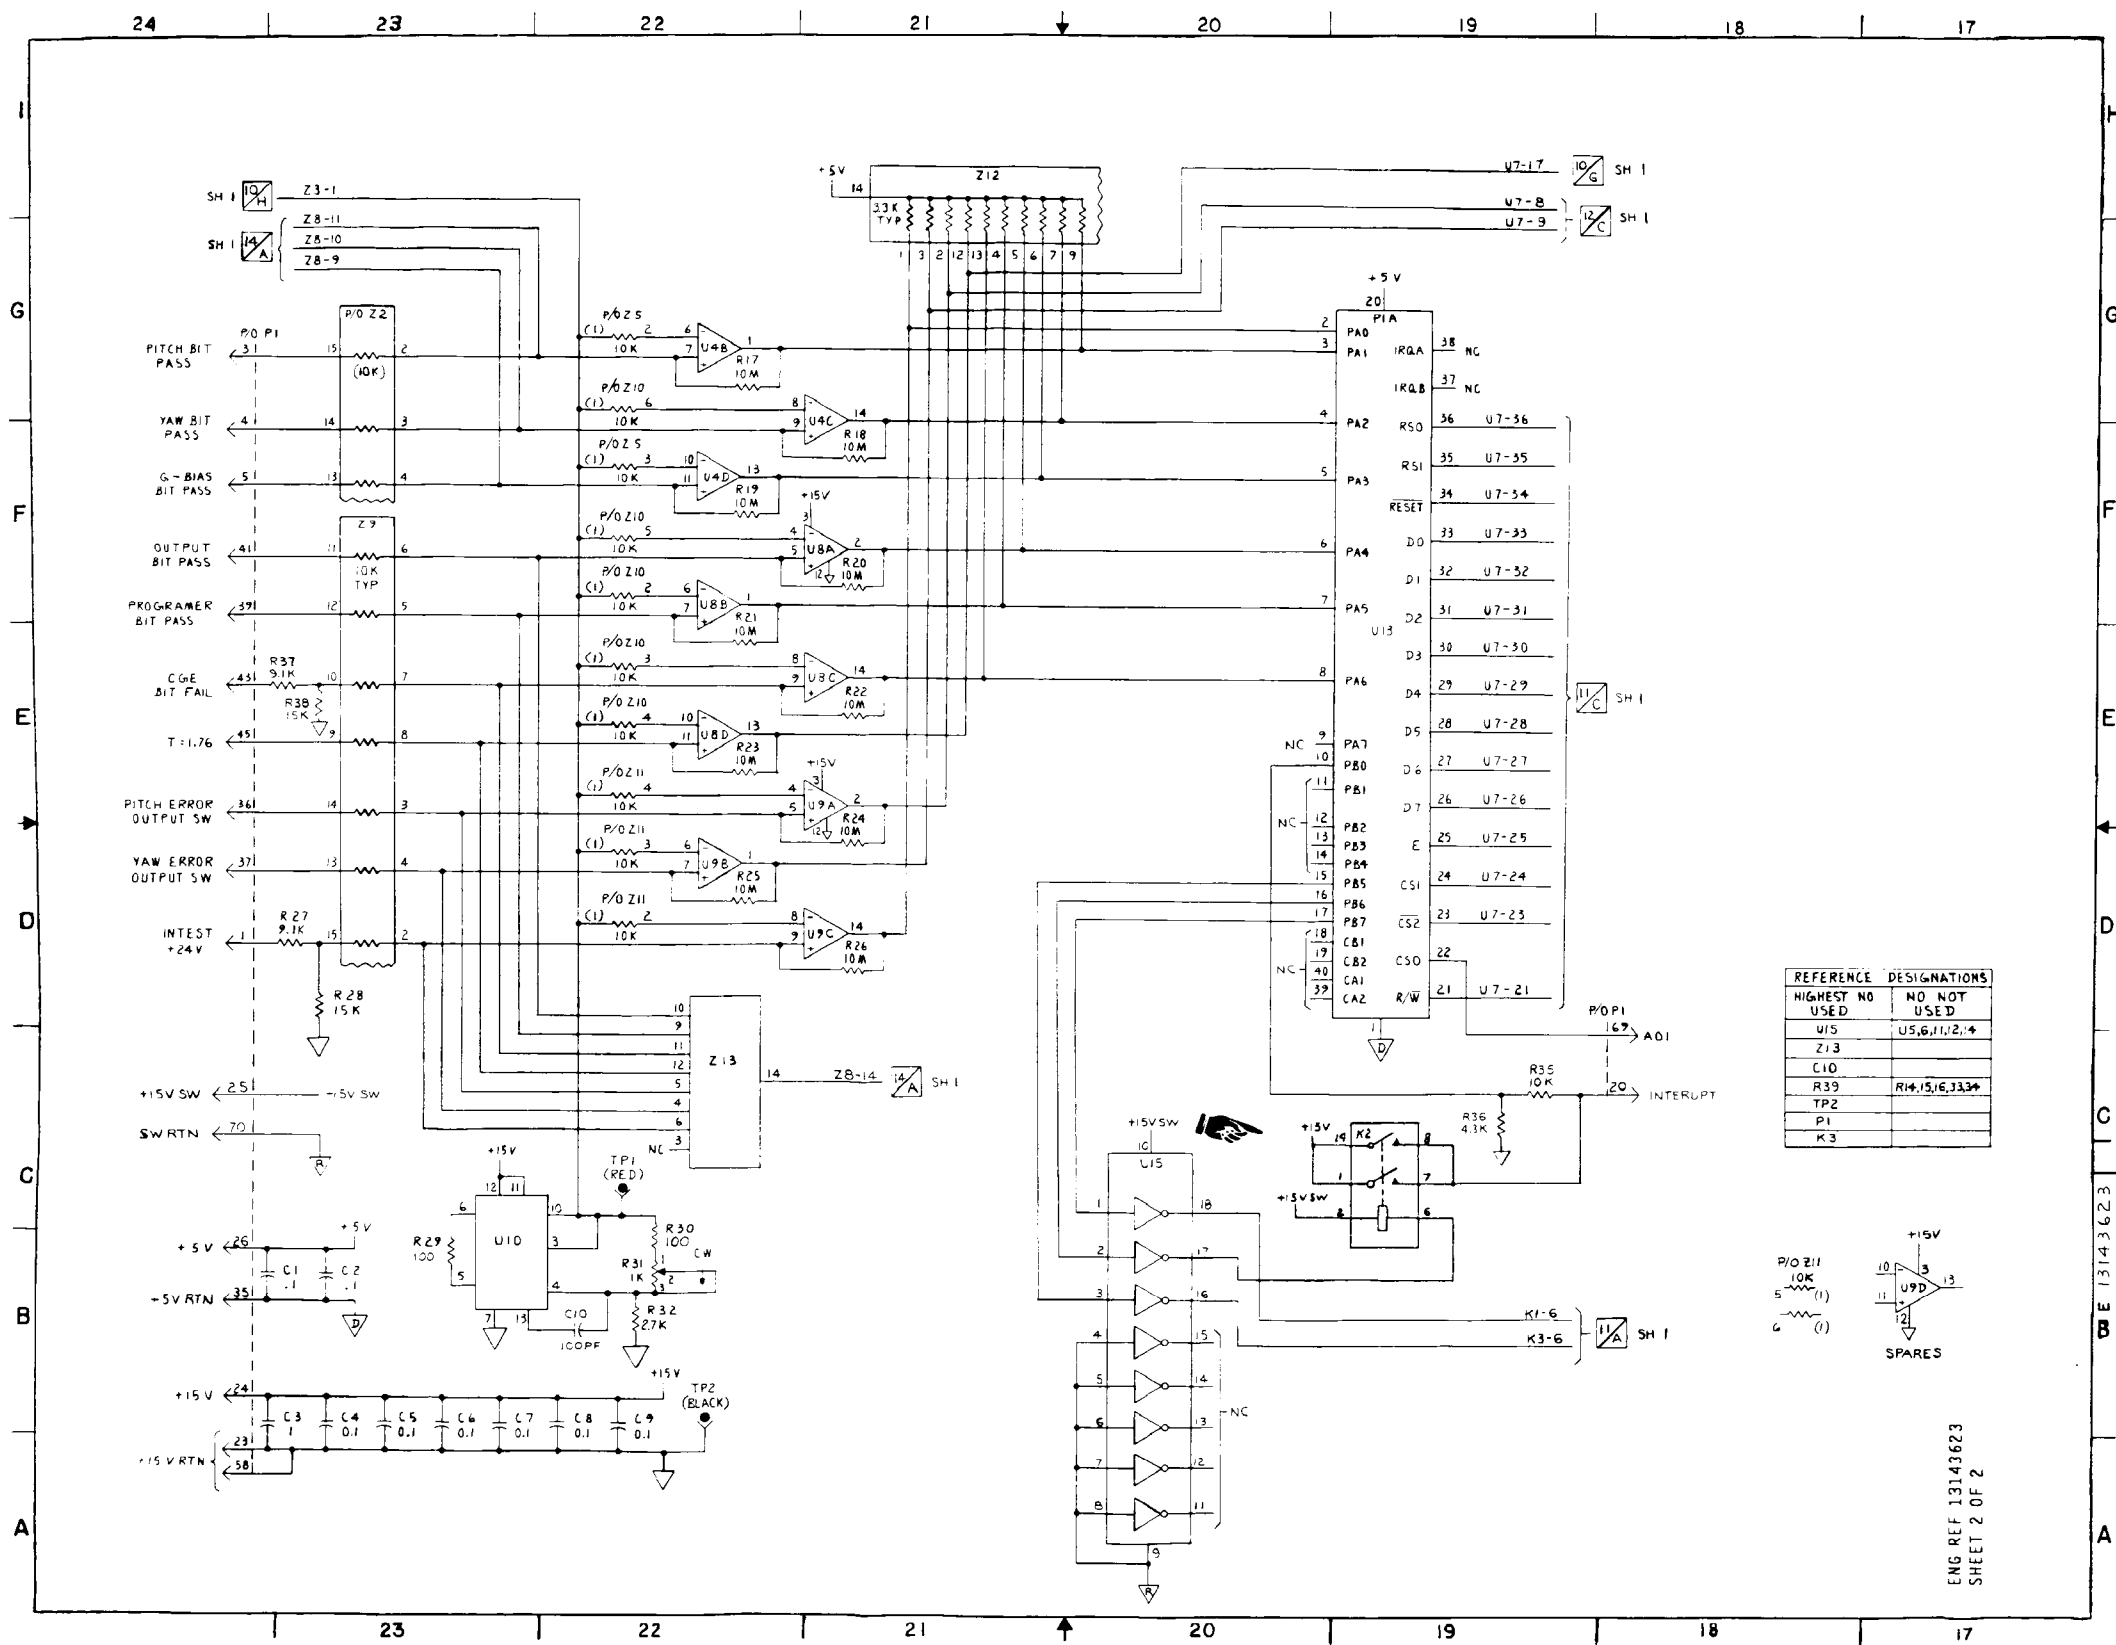 24 23 22 21 20 19 18 17
H
G
F
E
D
C
B
A
SH 1 10/H Z3-1
SH 1 14/A
Z8-11
Z8-10
Z8-9
P/O P1
P/O Z2
PITCH BIT PASS 31 15 2
(10K)
YAW BIT PASS 4 14 3
G-BIAS BIT PASS 5 13 4
Z9
OUTPUT BIT PASS 41 11 6
10K TYP
PROGRAMER BIT PASS 39 12 5
CGE BIT FAIL 43 R37 9.1K 10 7
R38 15K
T=1.76 45 9 8
PITCH ERROR OUTPUT SW 36 14 3
YAW ERROR OUTPUT SW 37 13 4
INTEST +24V 1 R27 9.1K 15 2
R28 15K
+15V SW 25
SW RTN 70 R
+5V 26 +5V
C1 .1 C2 .1
+5V RTN 35 D
+15V 24 +15V
C3 1 C4 0.1 C5 0.1 C6 0.1 C7 0.1 C8 0.1 C9 0.1
TP2 (BLACK)
23
+15V RTN
58
P/O Z5 (1) 2 10K 6 7 U4B 1 R17 10M
P/O Z10 (1) 6 10K 8 9 U4C 14 R18 10M
P/O Z5 (1) 3 10K 10 11 U4D 13 R19 10M
P/O Z10 (1) 5 10K +15V 3 4 5 U8A 2 12 R20 10M
P/O Z10 (1) 2 10K 6 7 U8B 1 R21 10M
P/O Z10 (1) 3 10K 8 9 U8C 14 R22 10M
P/O Z10 (1) 4 10K 10 11 U8D 13 R23 10M
P/O Z11 (1) 4 10K +15V 3 4 5 U9A 2 12 R24 10M
P/O Z11 (1) 3 10K 6 7 U9B 1 R25 10M
P/O Z11 (1) 2 10K 8 9 U9C 14 R26 10M
+5V 14 Z12
3.3K TYP
1 3 2 12 13 4 5 6 7 9
U7-17 10/G SH 1
U7-8
U7-9
12/C SH 1
10
9
11
12
5
4
6
NC 3
Z13
14 Z8-14 14/A SH 1
+15V
12 11
6 10
R29 100
U10
3
5 4
7 13
C10 100PF
TP1 (RED)
R30 100
R31 1K
1 2 3
CW
R32 2.7K
+5V
20
PIA
U13
2 PA0
3 PA1
4 PA2
5 PA3
6 PA4
7 PA5
8 PA6
NC 9 PA7
10 PB0
11 PB1
NC 12 PB2
13 PB3
14 PB4
15 PB5
16 PB6
17 PB7
18 CB1
19 CB2
NC 40 CA1
39 CA2
1
D
IRQA 38 NC
IRQB 37 NC
RS0 36 U7-36
RS1 35 U7-35
RESET 34 U7-34
D0 33 U7-33
D1 32 U7-32
D2 31 U7-31
D3 30 U7-30
D4 29 U7-29
D5 28 U7-28
D6 27 U7-27
D7 26 U7-26
E 25 U7-25
CS1 24 U7-24
CS2 23 U7-23
CS0 22
R/W 21 U7-21
11/C SH 1
P/O P1
69 A01
R35 10K
20 INTERUPT
R36 4.3K
+15V 14 K2 8
1 7
+15V SW
2 6
+15V SW
10
U15
1 18
2 17
3 16
4 15
5 14
6 13
7 12
8 11
NC
9
R
K1-6
K3-6
11/A SH 1
REFERENCE DESIGNATIONS
HIGHEST NO USED NO NOT USED
U15 U5,6,11,12,14
Z13
C10
R39 R14,15,16,33,34
TP2
P1
K3
P/O Z11
10K
5 (1)
6 (1)
+15V
3
10 U9D 13
11
12
SPARES
E 13143623
ENG REF 13143623
SHEET 2 OF 2
23 22 21 20 19 18 17